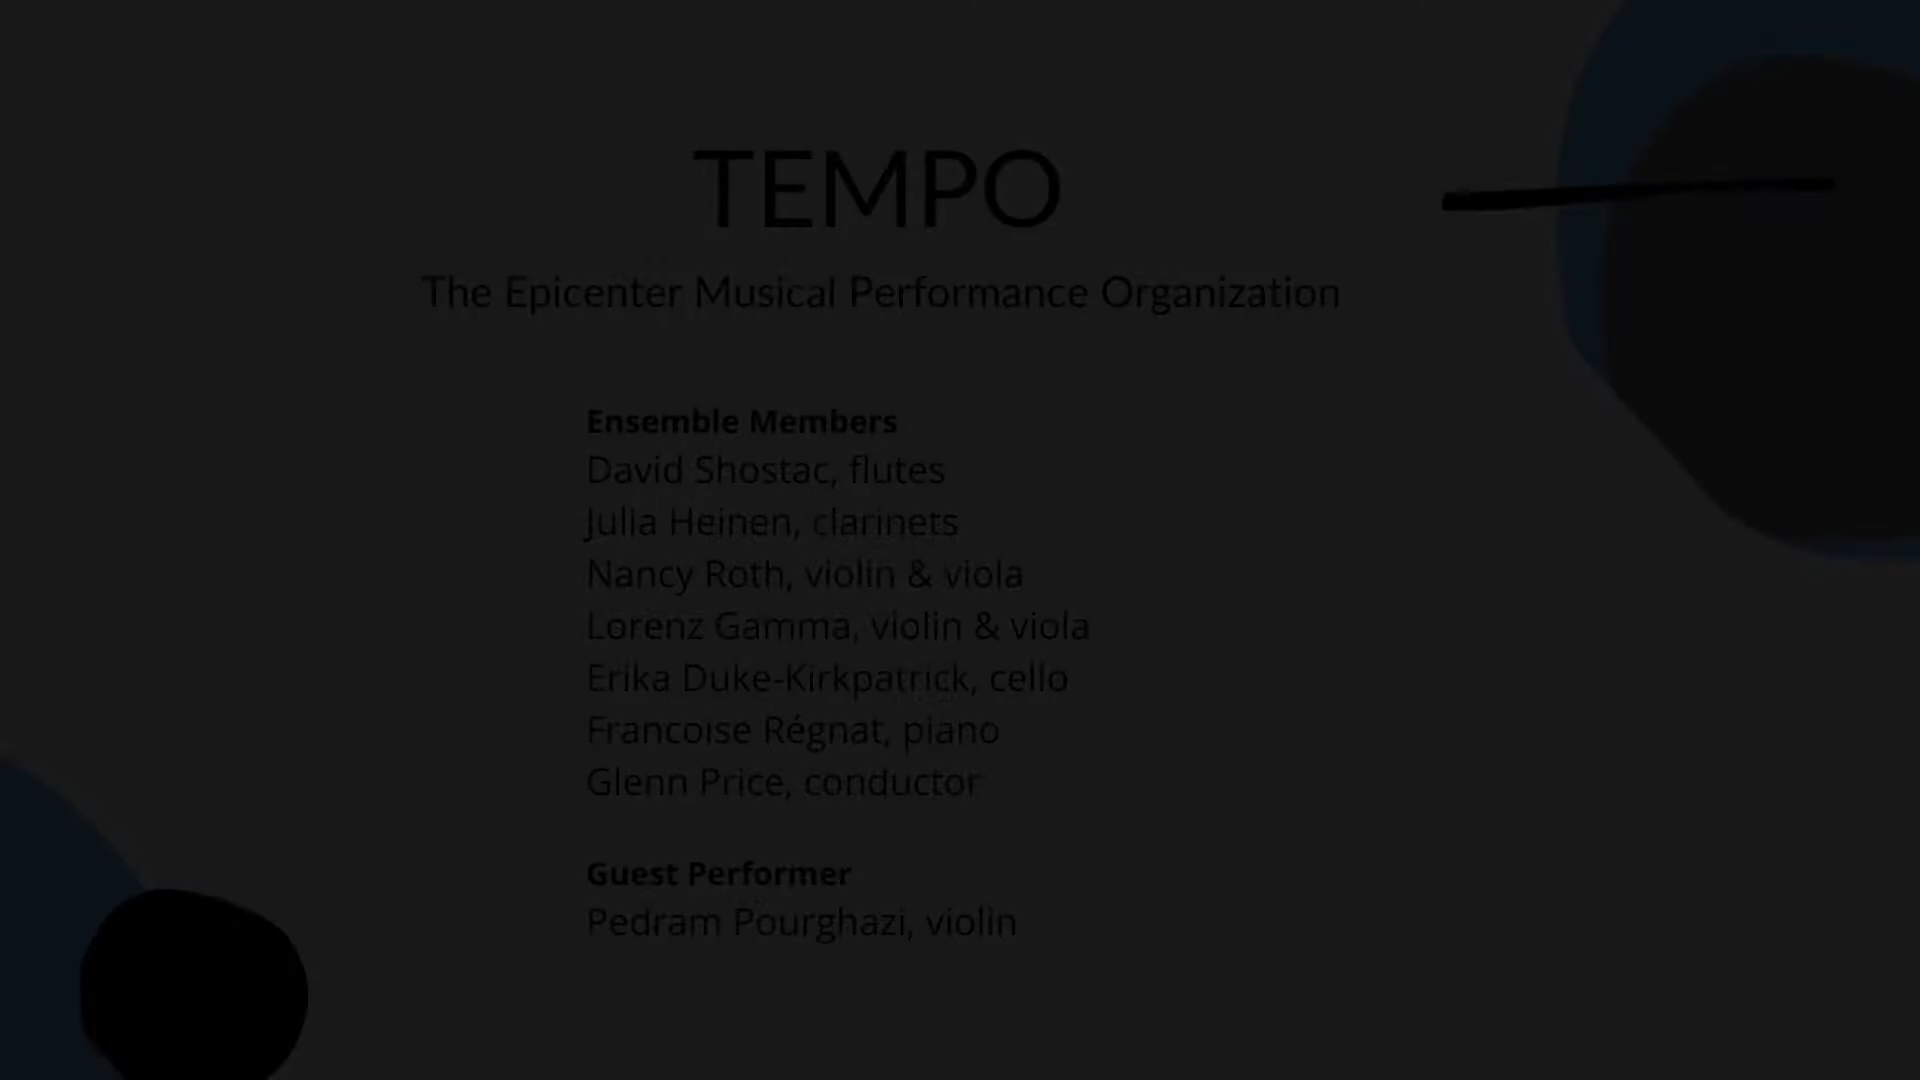 TEMPO
The Epicenter Musical Performance Organization
Ensemble Members
David Shostac, flutes
Julia Heinen, clarinets
Nancy Roth, violin & viola
Lorenz Gamma, violin & viola
Erika Duke-Kirkpatrick, cello
Francoise Régnat, piano
Glenn Price, conductor
Guest Performer
Pedram Pourghazi, violin